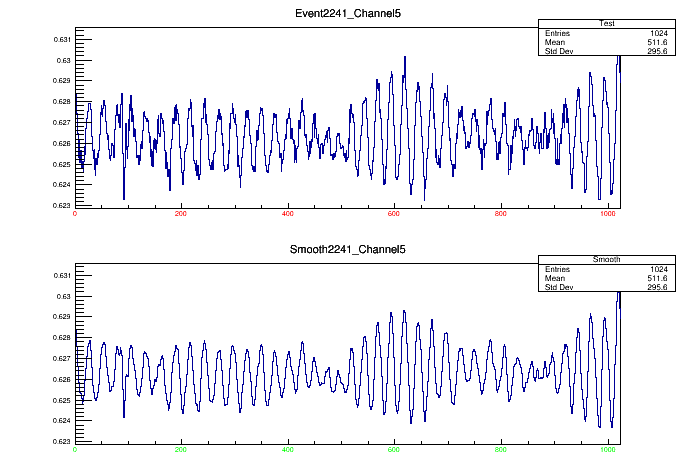 Event2241_Channel5
Test
Entries 1024
Mean 511.6
Std Dev 295.6
0.631
0.63
0.629
0.628
0.627
0.626
0.625
0.624
0.623
0 200 400 600 800 1000
Smooth2241_Channel5
Smooth
Entries 1024
Mean 511.6
Std Dev 295.6
0.631
0.63
0.629
0.628
0.627
0.626
0.625
0.624
0.623
0 200 400 600 800 1000